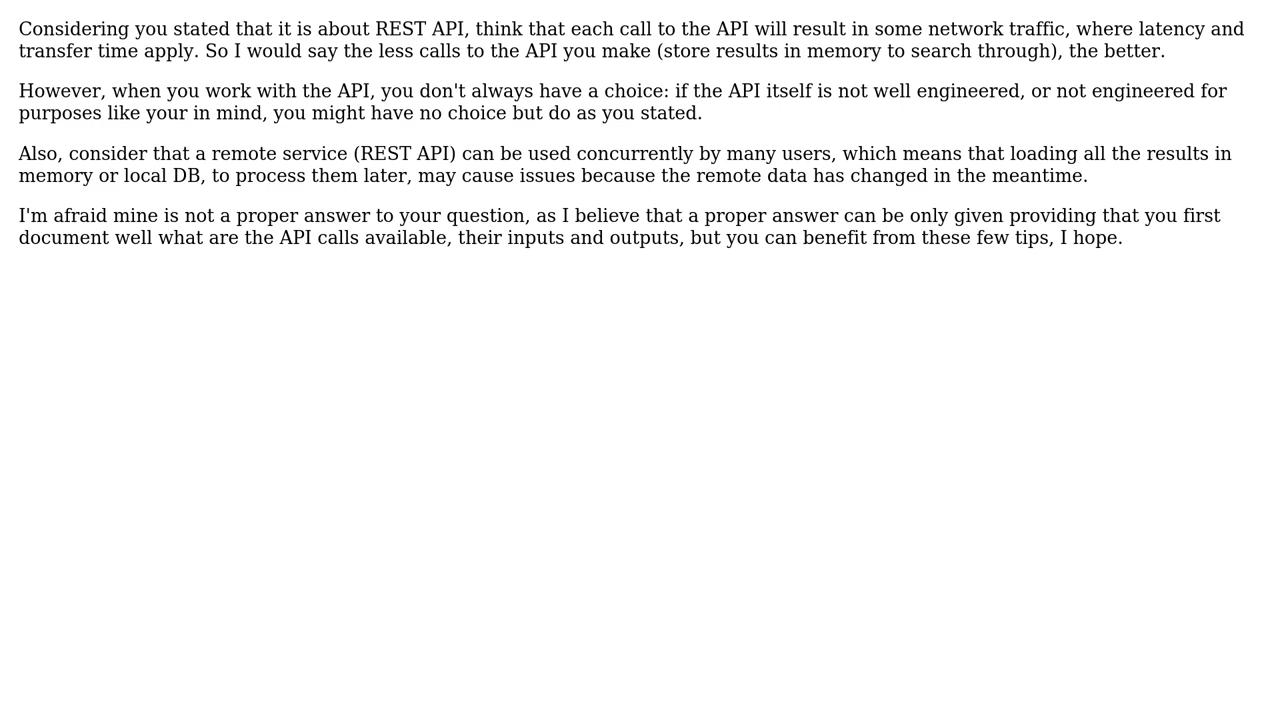 Considering you stated that it is about REST API, think that each call to the API will result in some network traffic, where latency and
transfer time apply. So I would say the less calls to the API you make (store results in memory to search through), the better.
However, when you work with the API, you don't always have a choice: if the API itself is not well engineered, or not engineered for
purposes like your in mind, you might have no choice but do as you stated.
Also, consider that a remote service (REST API) can be used concurrently by many users, which means that loading all the results in
memory or local DB, to process them later, may cause issues because the remote data has changed in the meantime.
I'm afraid mine is not a proper answer to your question, as I believe that a proper answer can be only given providing that you first
document well what are the API calls available, their inputs and outputs, but you can benefit from these few tips, I hope.